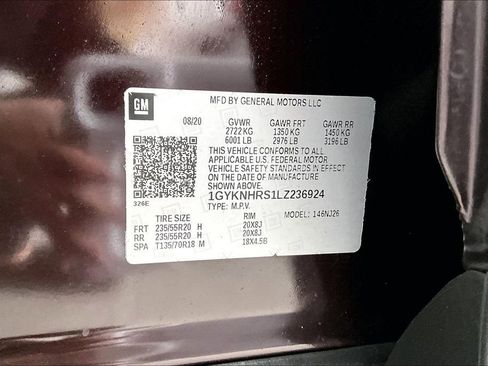 GM
MFD BY GENERAL MOTORS LLC
08/20 GVWR GAWR FRT GAWR RR
2722 KG 1350 KG 1450 KG
6001 LB 2976 LB 3196 LB
THIS VEHICLE CONFORMS TO ALL
APPLICABLE U.S. FEDERAL MOTOR
VEHICLE SAFETY STANDARDS IN EFFECT
ON THE DATE OF MANUFACTURE
SHOWN ABOVE.
1GYKNHRS1LZ236924
TYPE: M.P.V.
326E
TIRE SIZE RIM MODEL: 146NJ26
FRT 235/55R20 H 20X8J
RR 235/55R20 H 20X8J
SPA T135/70R18 M 18X4.5B